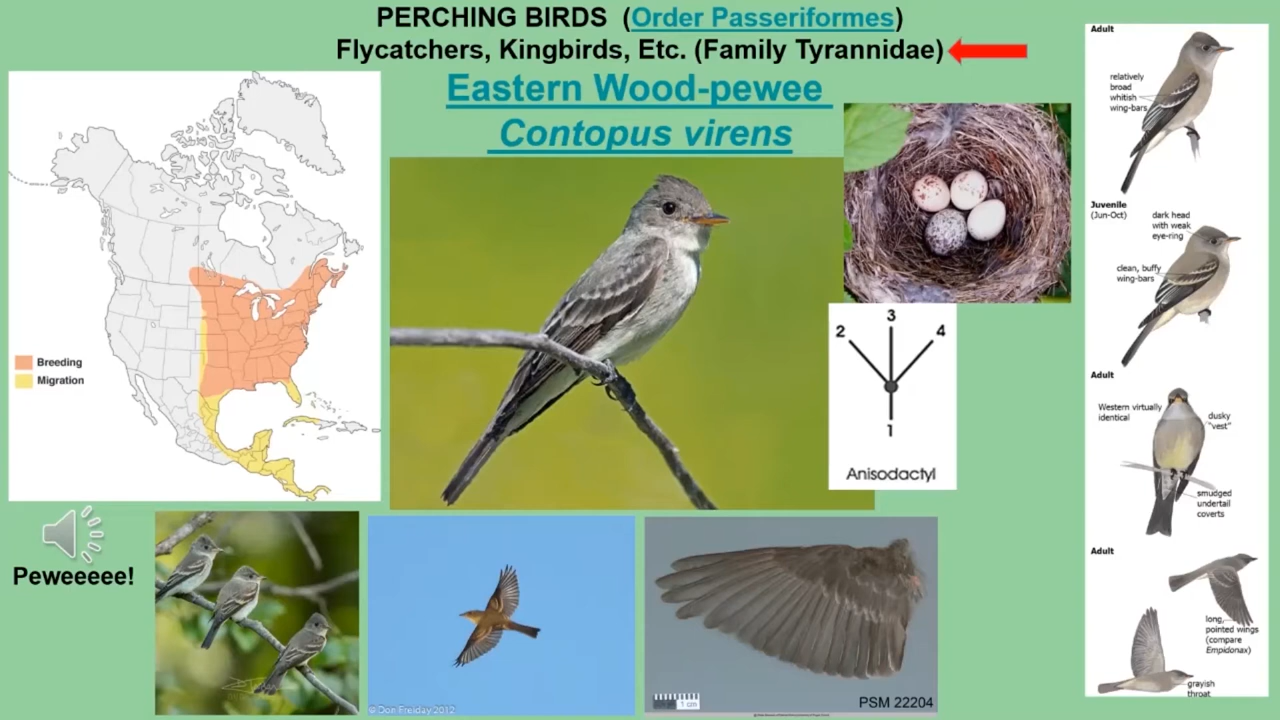 PERCHING BIRDS (Order Passeriformes)
Flycatchers, Kingbirds, Etc. (Family Tyrannidae)
Eastern Wood-pewee
Contopus virens
Breeding
Migration
2
3
4
1
Anisodactyl
Peweeeee!
© Don Freiday 2012
1 cm
PSM 22204
Adult
relatively
broad
whitish
wing-bars
Juvenile
(Jun-Oct)
dark head
with weak
eye-ring
clean, buffy
wing-bars
Adult
Western virtually
identical
dusky
"vest"
smudged
undertail
coverts
Adult
long,
pointed wings
(compare
Empidonax)
grayish
throat